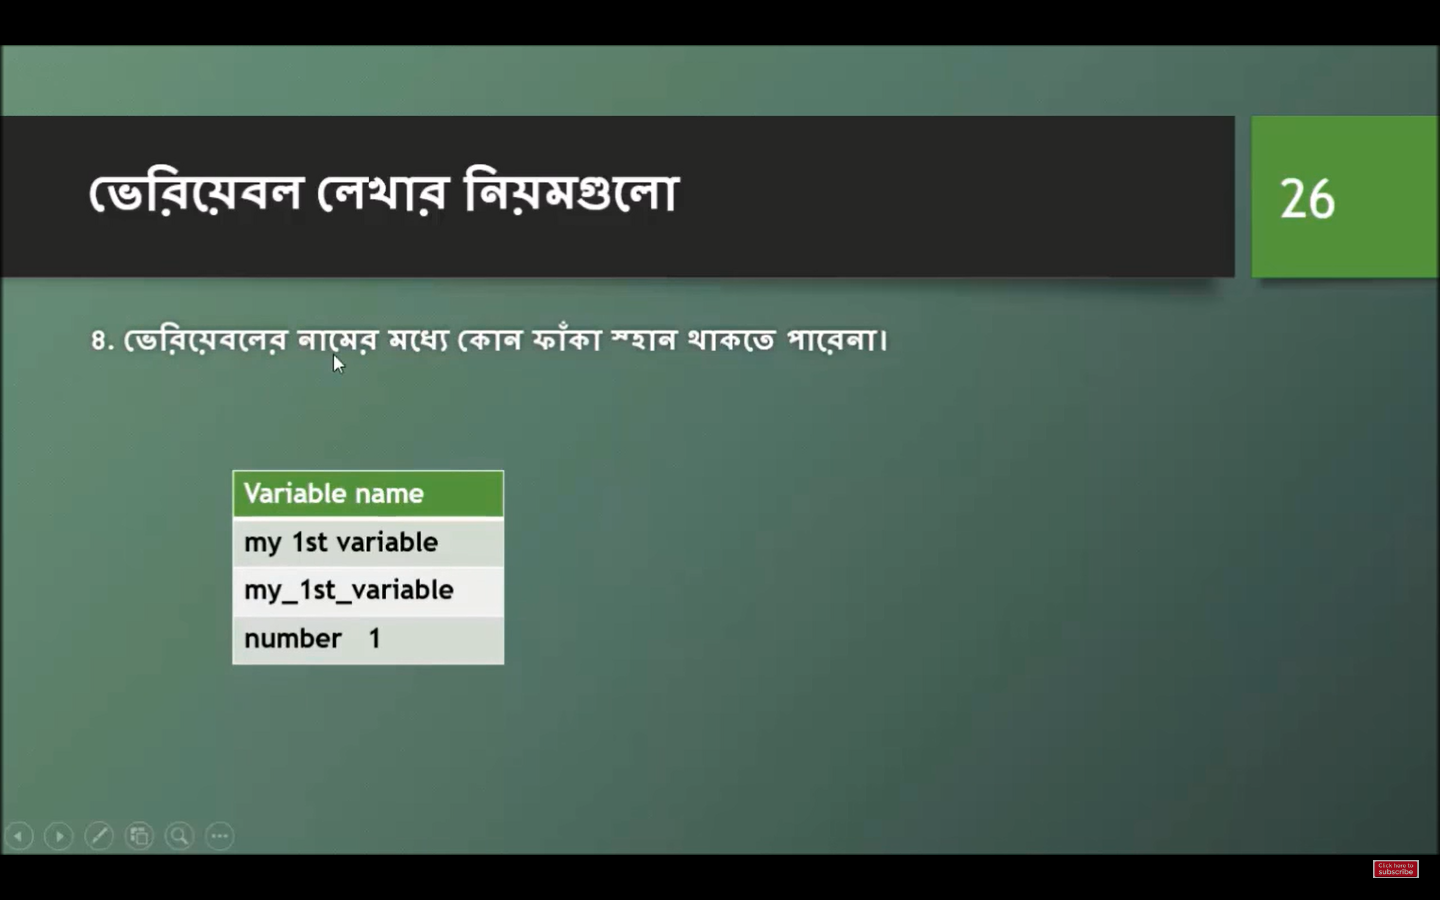 ভেরিয়েবল লেখার নিয়মগুলো
26
৪. ভেরিয়েবলের নামের মধ্যে কোন ফাঁকা স্হান থাকতে পারেনা।
Variable name
my 1st variable
my_1st_variable
number 1
Click here to
subscribe